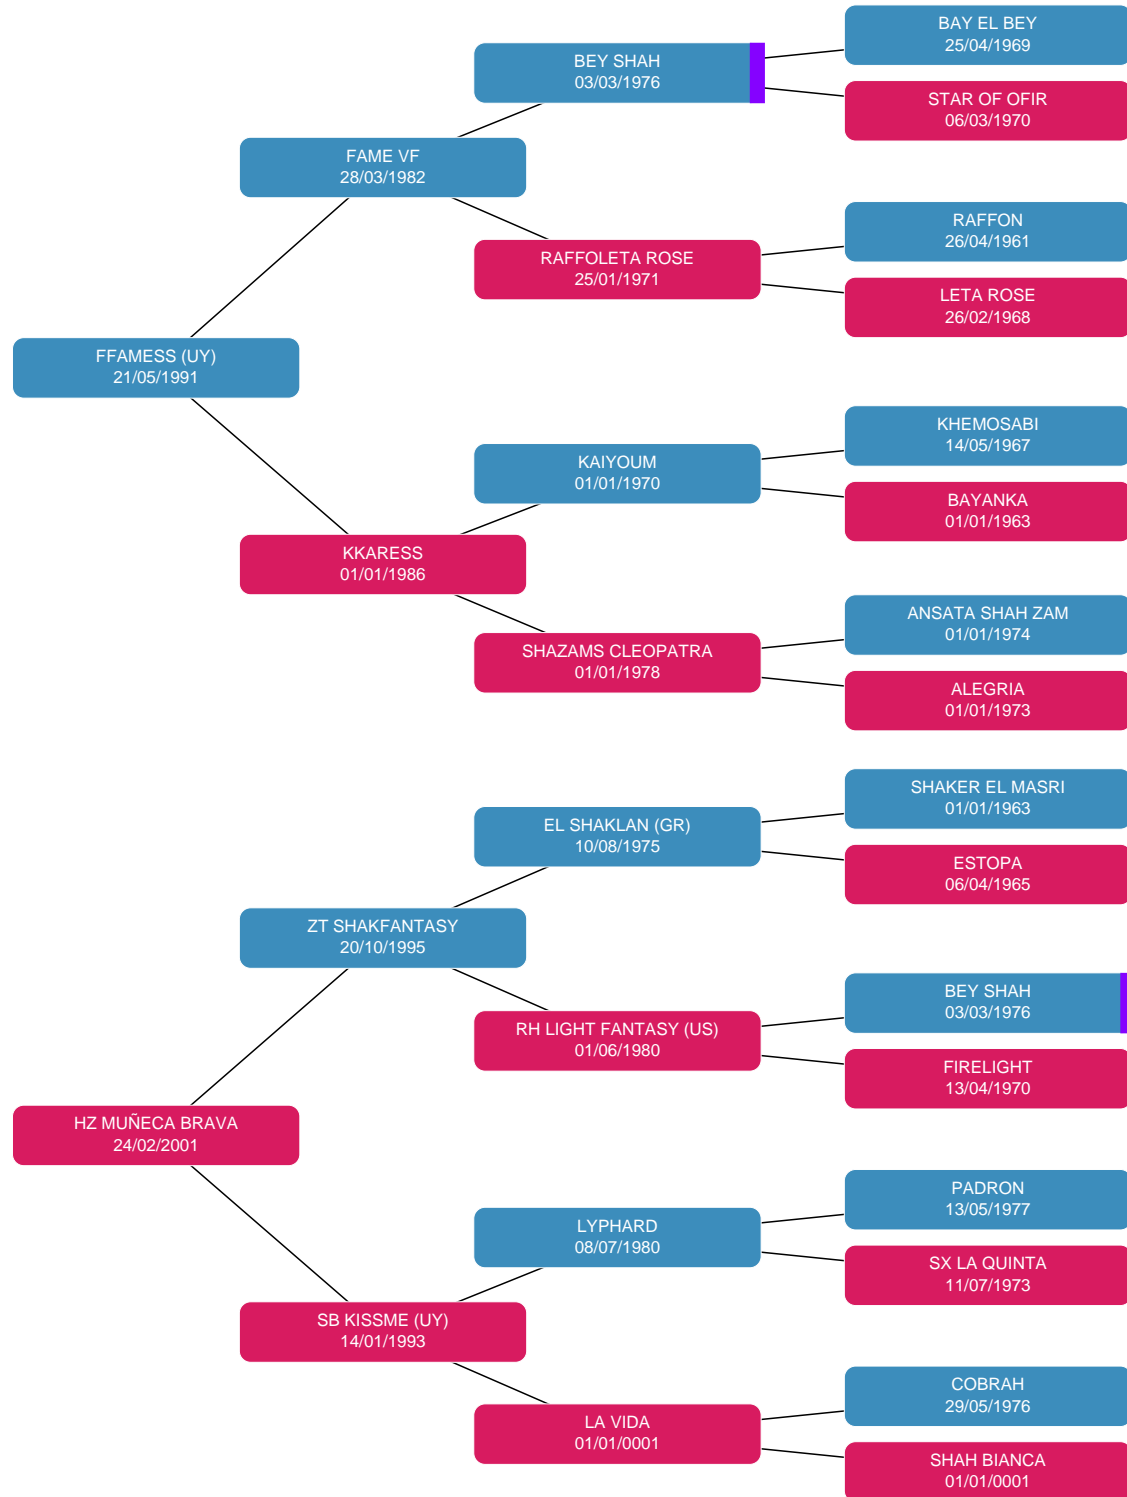 BAY EL BEY
25/04/1969
BEY SHAH
03/03/1976
STAR OF OFIR
06/03/1970
FAME VF
28/03/1982
RAFFON
26/04/1961
RAFFOLETA ROSE
25/01/1971
LETA ROSE
26/02/1968
FFAMESS (UY)
21/05/1991
KHEMOSABI
14/05/1967
KAIYOUM
01/01/1970
BAYANKA
01/01/1963
KKARESS
01/01/1986
ANSATA SHAH ZAM
01/01/1974
SHAZAMS CLEOPATRA
01/01/1978
ALEGRIA
01/01/1973
SHAKER EL MASRI
01/01/1963
EL SHAKLAN (GR)
10/08/1975
ESTOPA
06/04/1965
ZT SHAKFANTASY
20/10/1995
BEY SHAH
03/03/1976
RH LIGHT FANTASY (US)
01/06/1980
FIRELIGHT
13/04/1970
HZ MUÑECA BRAVA
24/02/2001
PADRON
13/05/1977
LYPHARD
08/07/1980
SX LA QUINTA
11/07/1973
SB KISSME (UY)
14/01/1993
COBRAH
29/05/1976
LA VIDA
01/01/0001
SHAH BIANCA
01/01/0001